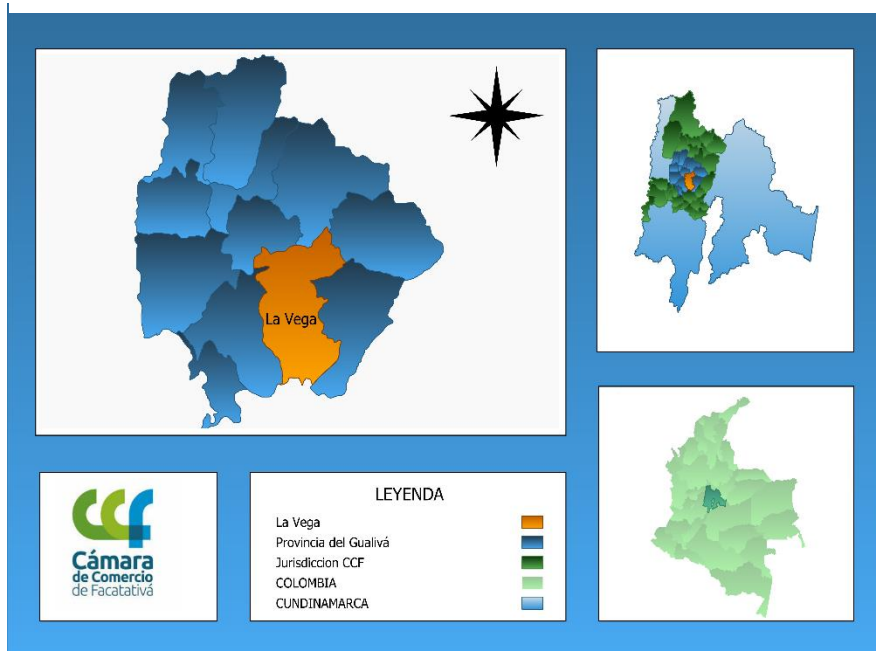 La Vega
ccf
Cámara
de Comercio
de Facatativá
LEYENDA
La Vega
Provincia del Gualivá
Jurisdiccion CCF
COLOMBIA
CUNDINAMARCA